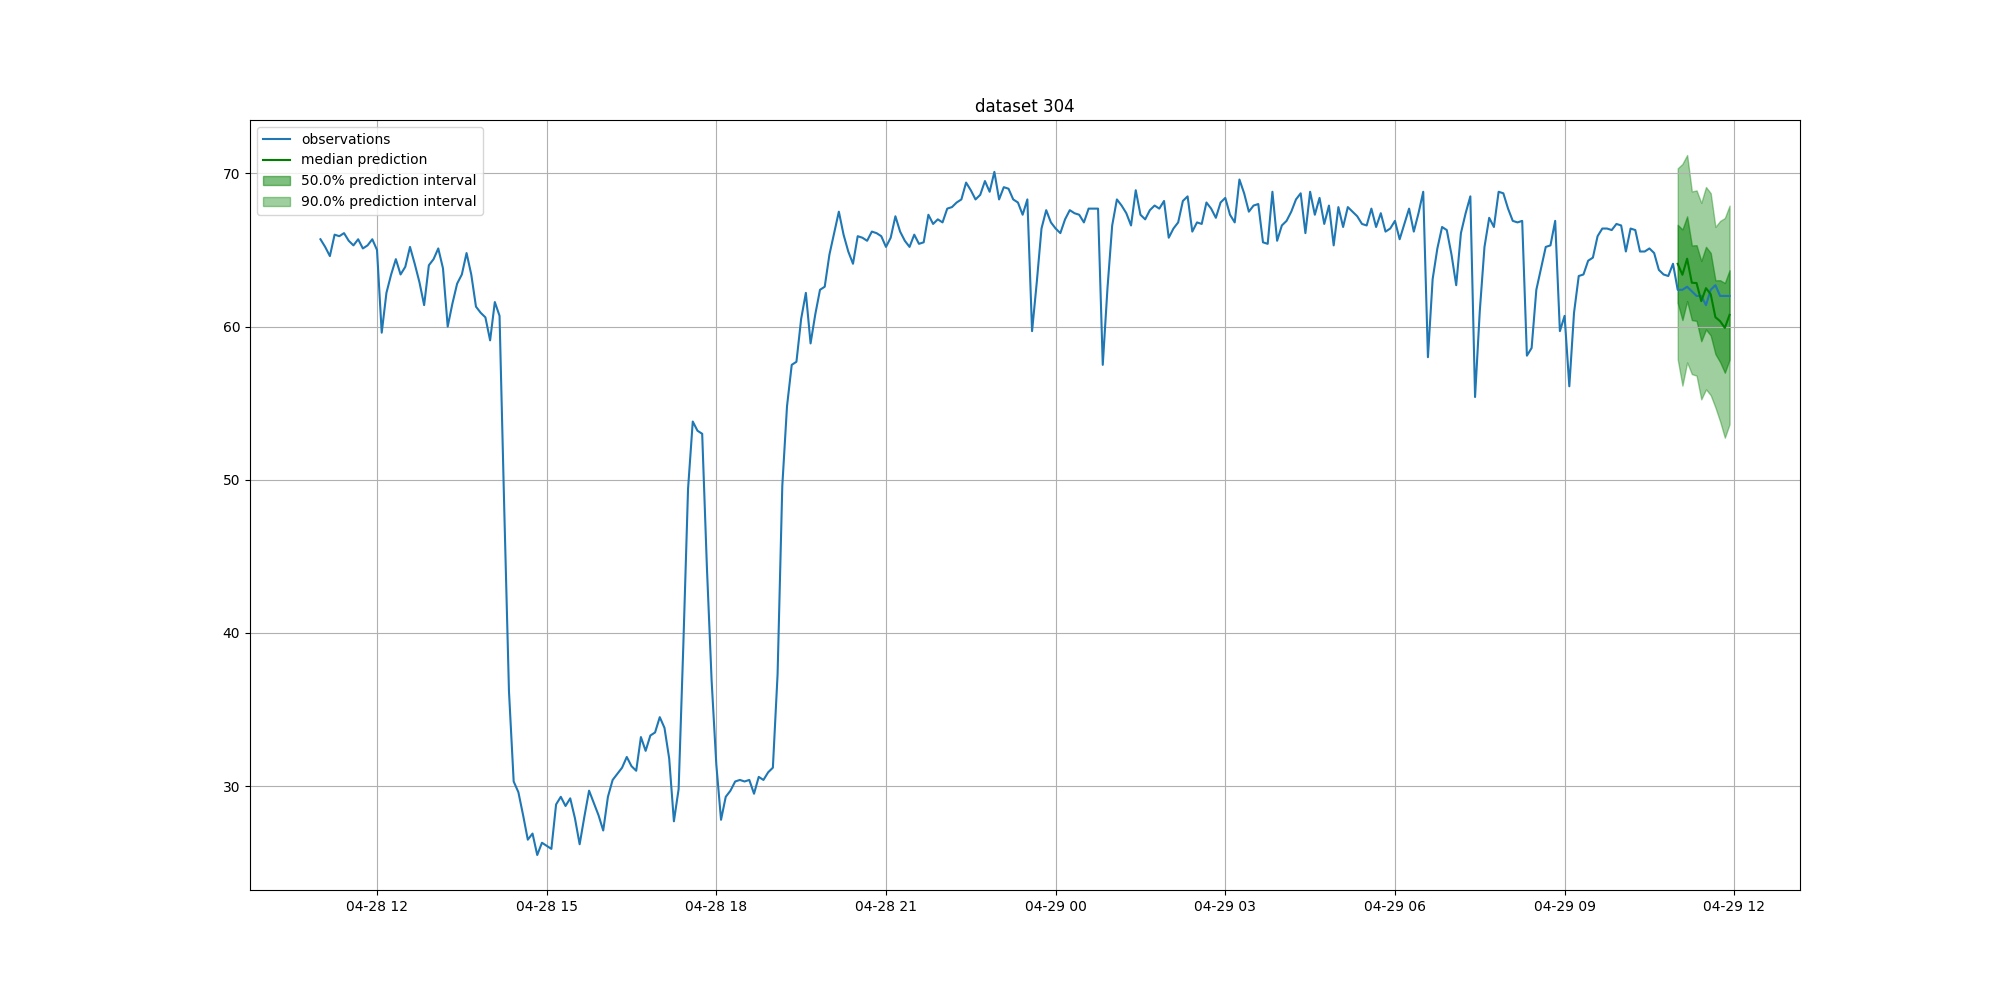 dataset 304
observations
median prediction
50.0% prediction interval
90.0% prediction interval
70
60
50
40
30
04-28 12
04-28 15
04-28 18
04-28 21
04-29 00
04-29 03
04-29 06
04-29 09
04-29 12